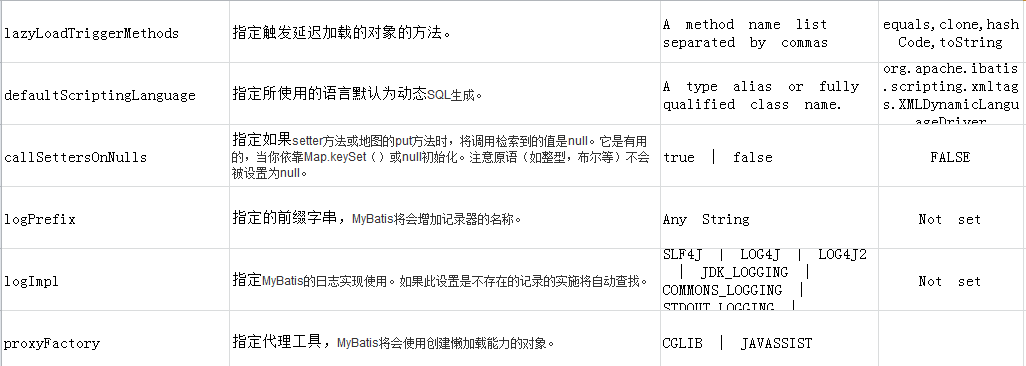 lazyLoadTriggerMethods
指定触发延迟加载的对象的方法。
A method name list
separated by commas
equals,clone,hash
Code,toString
defaultScriptingLanguage
指定所使用的语言默认为动态SQL生成。
A type alias or fully
qualified class name.
org.apache.ibatis
.scripting.xmltag
s.XMLDynamicLangu
ageDriver
callSettersOnNulls
指定如果setter方法或地图的put方法时，将调用检索到的值是null。它是有用
的，当你依靠Map.keySet（）或null初始化。注意原语（如整型，布尔等）不会
被设置为null。
true | false
FALSE
logPrefix
指定的前缀字串，MyBatis将会增加记录器的名称。
Any String
Not set
logImpl
指定MyBatis的日志实现使用。如果此设置是不存在的记录的实施将自动查找。
SLF4J | LOG4J | LOG4J2
| JDK_LOGGING |
COMMONS_LOGGING |
STDOUT_LOGGING |
Not set
proxyFactory
指定代理工具，MyBatis将会使用创建懒加载能力的对象。
CGLIB | JAVASSIST